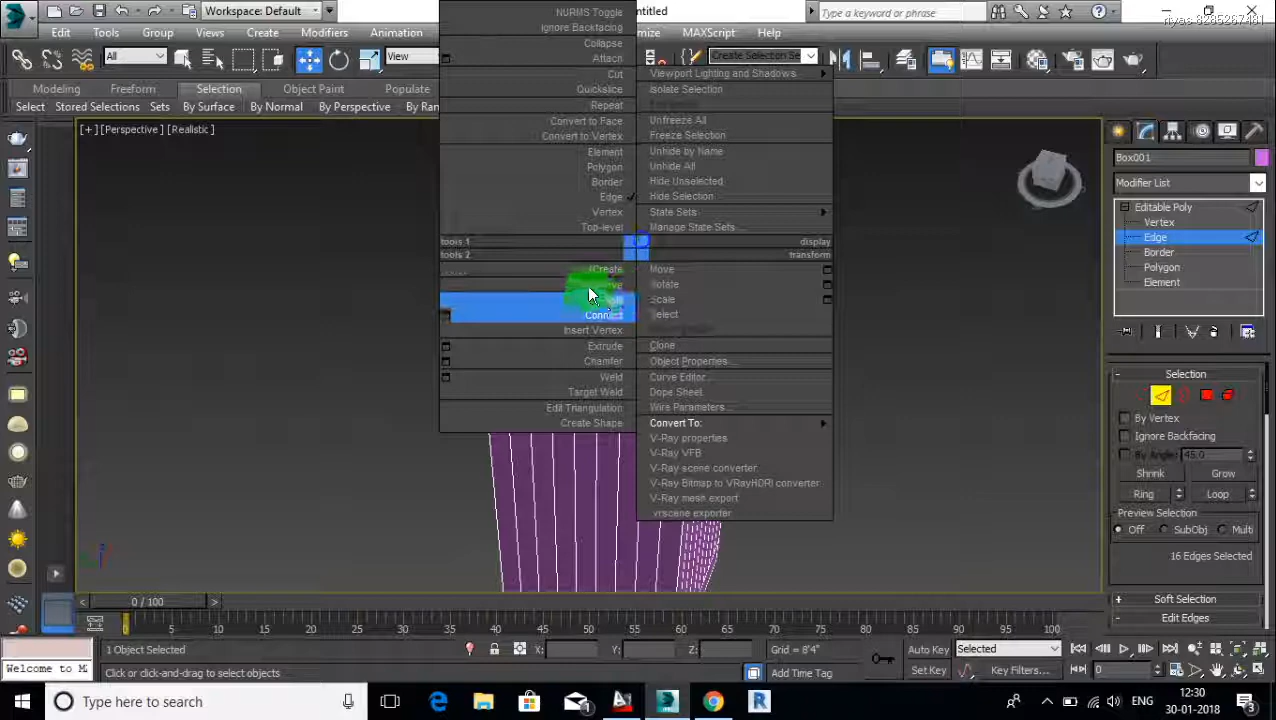 Workspace: Default
Untitled
Type a keyword or phrase
Edit
Tools
Group
Views
Create
Modifiers
Animation
MAXScript
Help
All
View
Create Selection Se
Modeling
Freeform
Selection
Object Paint
Populate
Select
Stored Selections
Sets
By Surface
By Normal
By Perspective
[+] [Perspective] [Realistic]
NURMS Toggle
Ignore Backfacing
Collapse
Attach
Cut
Quickslice
Repeat
Convert to Face
Convert to Vertex
Element
Polygon
Border
Edge
Vertex
Top-level
tools 1
tools 2
Create
Insert Vertex
Extrude
Chamfer
Weld
Target Weld
Edit Triangulation
Create Shape
Viewport Lighting and Shadows
Isolate Selection
Unfreeze All
Freeze Selection
Unhide by Name
Unhide All
Hide Unselected
Hide Selection
State Sets
Manage State Sets...
display
transform
Move
Rotate
Scale
Select
Clone
Object Properties...
Curve Editor...
Dope Sheet...
Wire Parameters...
Convert To:
V-Ray properties
V-Ray VFB
V-Ray scene converter
V-Ray Bitmap to VRayHDRI converter
V-Ray mesh export
.vrscene exporter
Box001
Modifier List
Editable Poly
Vertex
Edge
Border
Polygon
Element
Selection
By Vertex
Ignore Backfacing
By Angle: 45.0
Shrink
Grow
Ring
Loop
Preview Selection
Off
SubObj
Multi
16 Edges Selected
Soft Selection
Edit Edges
0 / 100
0 5 10 15 20 25 30 35 40 45 50 55 60 65 70 75 80 85 90 95 100
1 Object Selected
X:
Y:
Z:
Grid = 8'4"
Auto Key
Selected
Welcome to M
Click or click-and-drag to select objects
Add Time Tag
Set Key
Key Filters...
0
Type here to search
ENG
12:30
30-01-2018